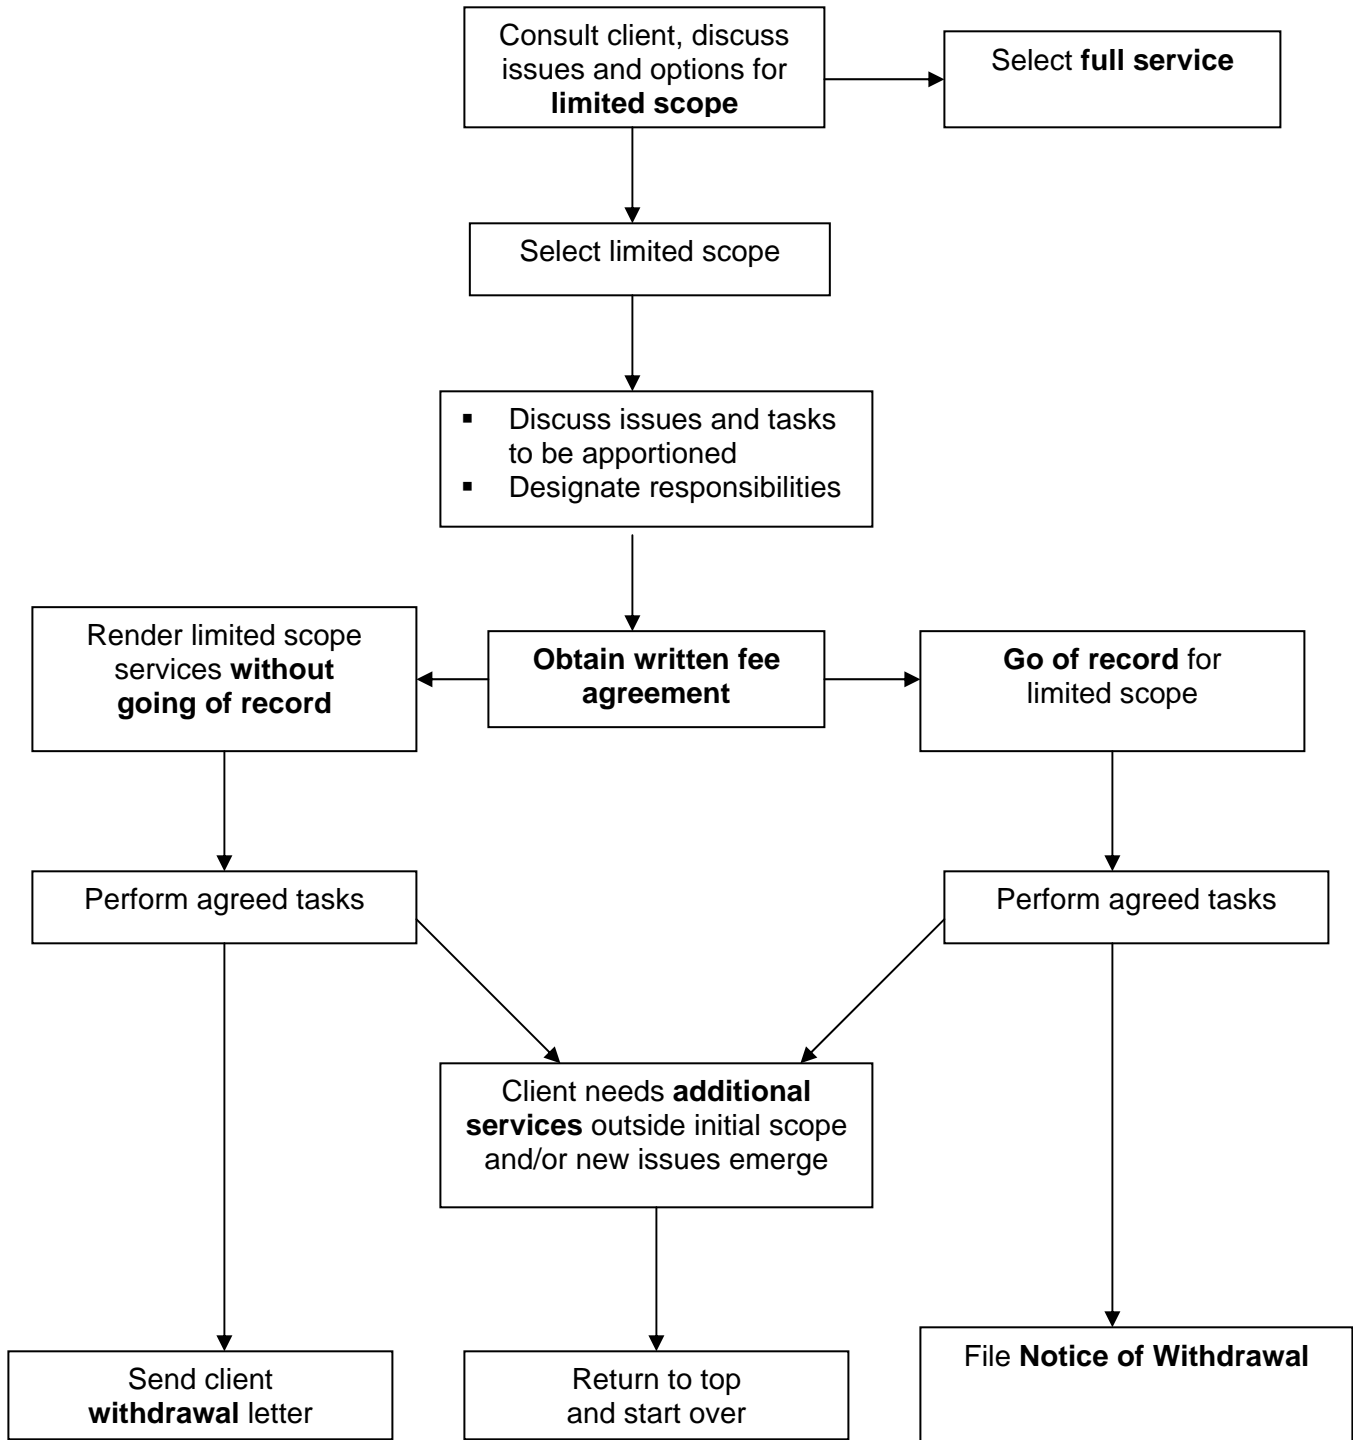 Consult client, discuss
issues and options for
limited scope
Select full service
Select limited scope
▪ Discuss issues and tasks
to be apportioned
▪ Designate responsibilities
Render limited scope
services without
going of record
Obtain written fee
agreement
Go of record for
limited scope
Perform agreed tasks
Perform agreed tasks
Client needs additional
services outside initial scope
and/or new issues emerge
Send client
withdrawal letter
Return to top
and start over
File Notice of Withdrawal